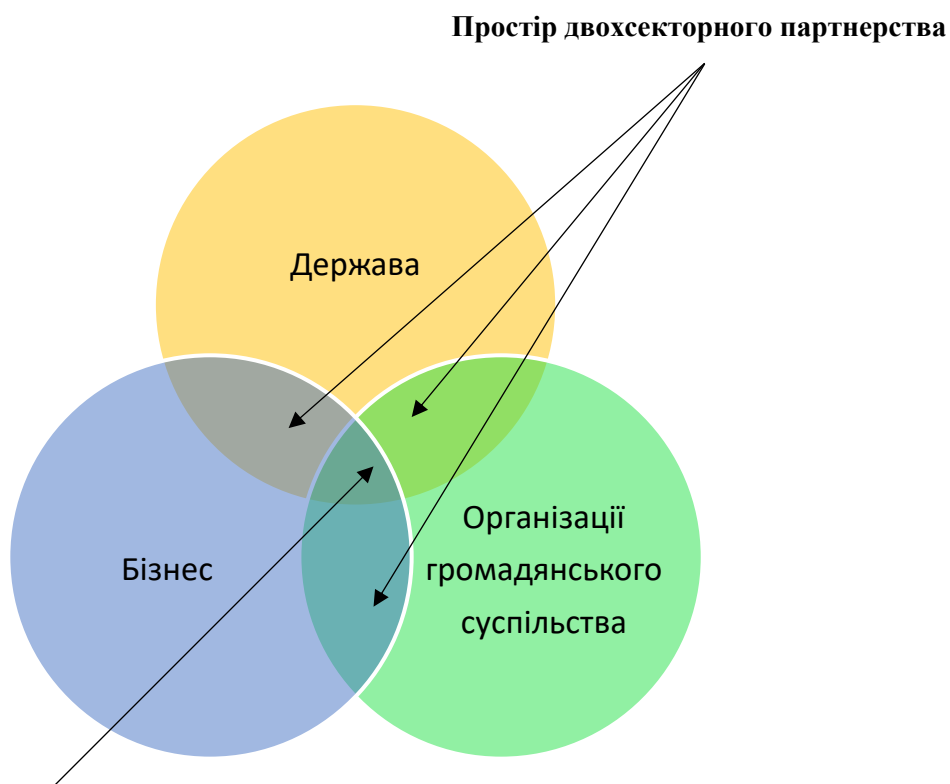 Простір двохсекторного партнерства
Держава
Бізнес
Організації
громадянського
суспільства